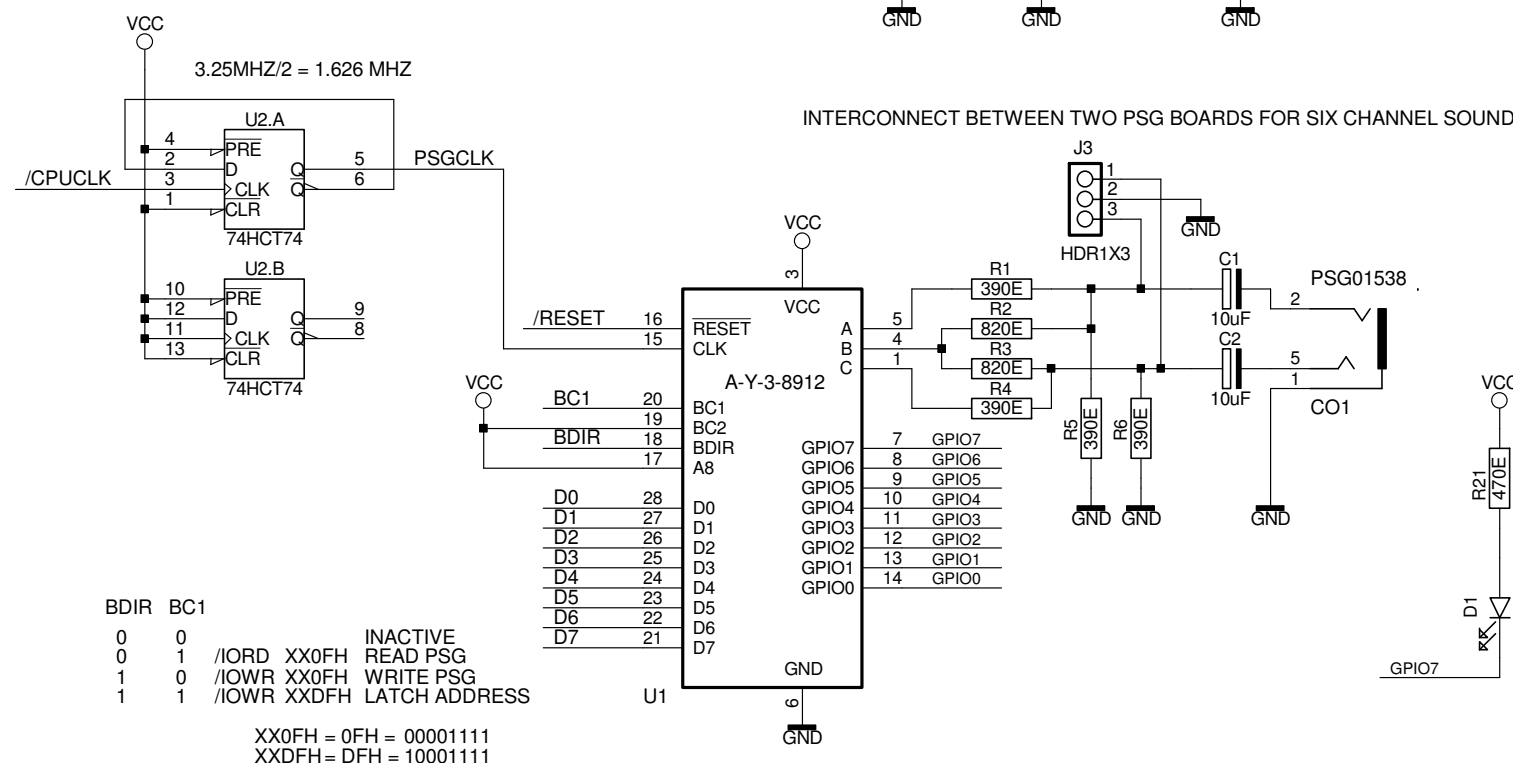 GND GND GND
VCC
3.25MHZ/2 = 1.626 MHZ
INTERCONNECT BETWEEN TWO PSG BOARDS FOR SIX CHANNEL SOUND
U2.A
4 PRE
2 D Q 5 PSGCLK
/CPUCLK 3 CLK Q 6
1 CLR
74HCT74
U2.B
10 PRE
12 D Q 9
11 CLK Q 8
13 CLR
74HCT74
J3
1
2
3
HDR1X3
GND
VCC
3
VCC
/RESET 16 RESET
15 CLK
A-Y-3-8912
VCC
BC1 20 BC1
19 BC2
BDIR 18 BDIR
17 A8
D0 28 D0
D1 27 D1
D2 26 D2
D3 25 D3
D4 24 D4
D5 23 D5
D6 22 D6
D7 21 D7
A 5
B 4
C 1
GPIO7 7 GPIO7
GPIO6 8 GPIO6
GPIO5 9 GPIO5
GPIO4 10 GPIO4
GPIO3 11 GPIO3
GPIO2 12 GPIO2
GPIO1 13 GPIO1
GPIO0 14 GPIO0
GND
U1
6
GND
R1
390E
R2
820E
R3
820E
R4
390E
R5
390E
R6
390E
GND GND
C1
10uF
C2
10uF
PSG01538 .
2
5
1
CO1
GND
VCC
R21
470E
D1
GPIO7
BDIR BC1
0 0 INACTIVE
0 1 /IORD XX0FH READ PSG
1 0 /IOWR XX0FH WRITE PSG
1 1 /IOWR XXDFH LATCH ADDRESS
XX0FH = 0FH = 00001111
XXDFH = DFH = 10001111